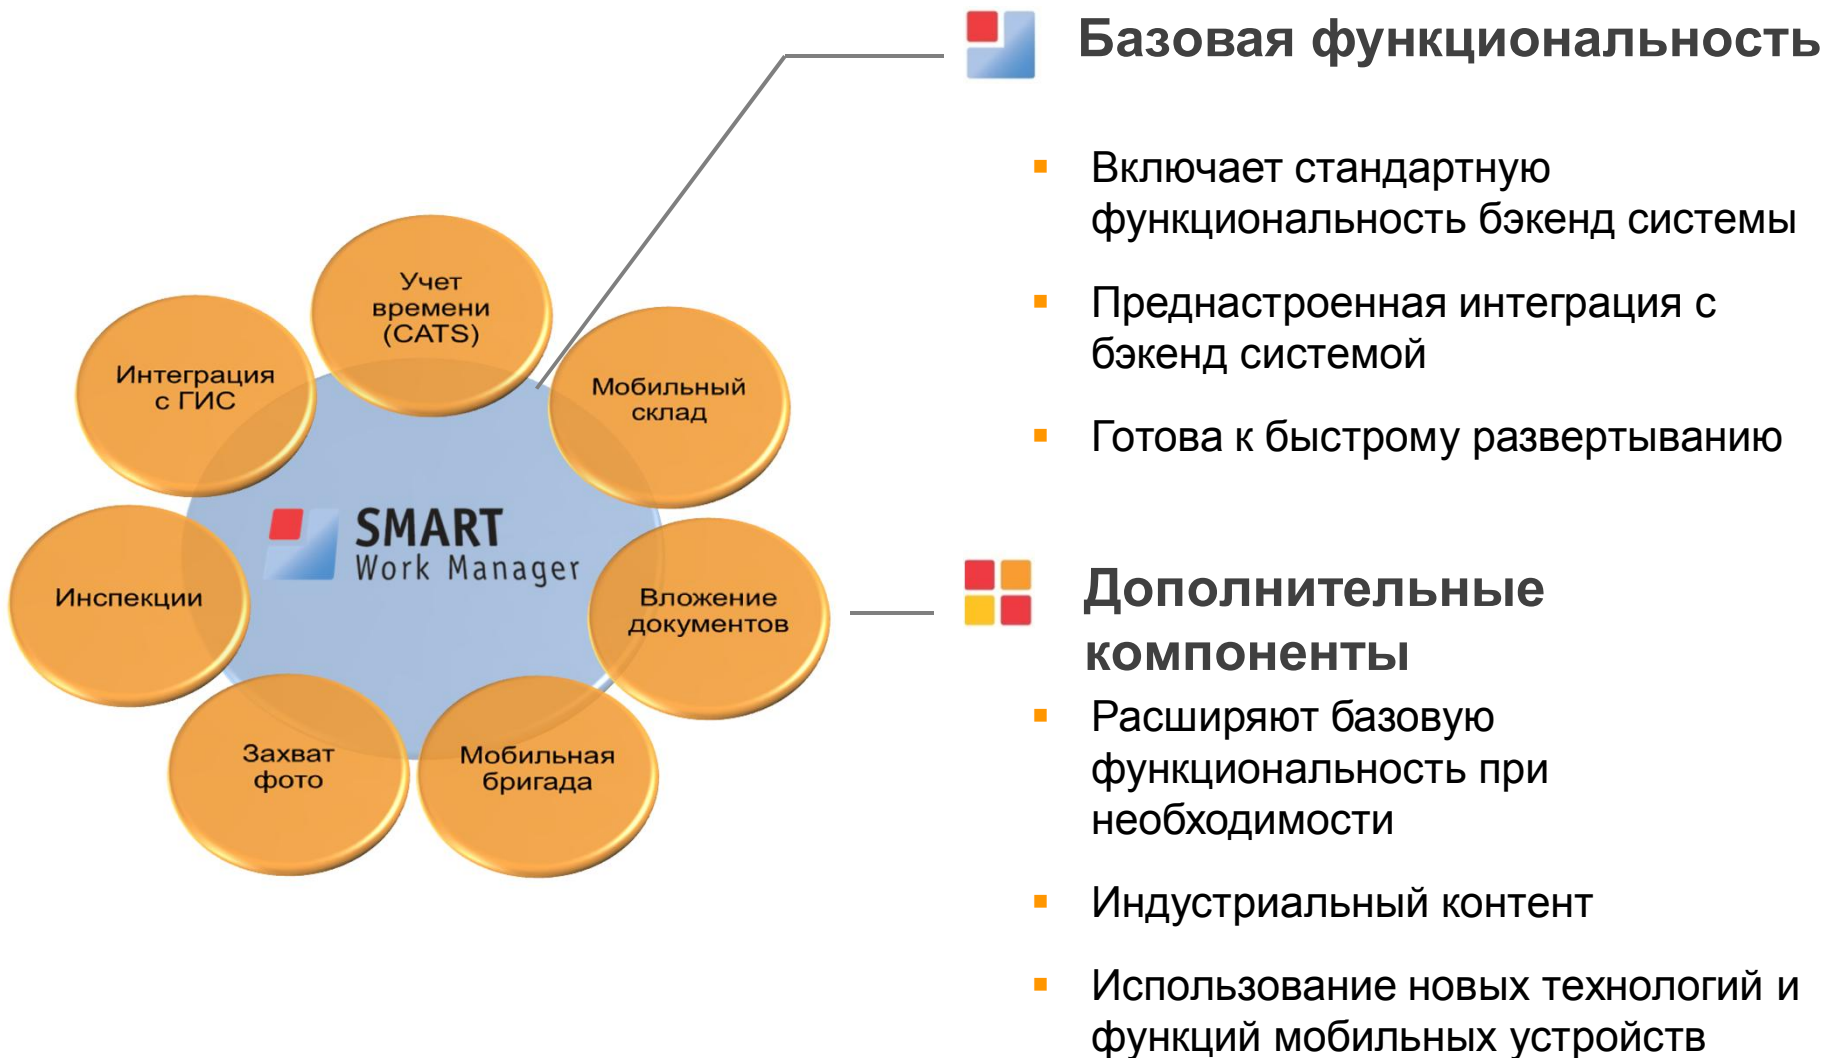 Базовая функциональность
Включает стандартную
функциональность бэкенд системы
Преднастроенная интеграция с
бэкенд системой
Готова к быстрому развертыванию
Учет
времени
(CATS)
Интеграция
с ГИС
Мобильный
склад
SMART
Work Manager
Инспекции
Вложение
документов
Захват
фото
Мобильная
бригада
Дополнительные
компоненты
Расширяют базовую
функциональность при
необходимости
Индустриальный контент
Использование новых технологий и
функций мобильных устройств